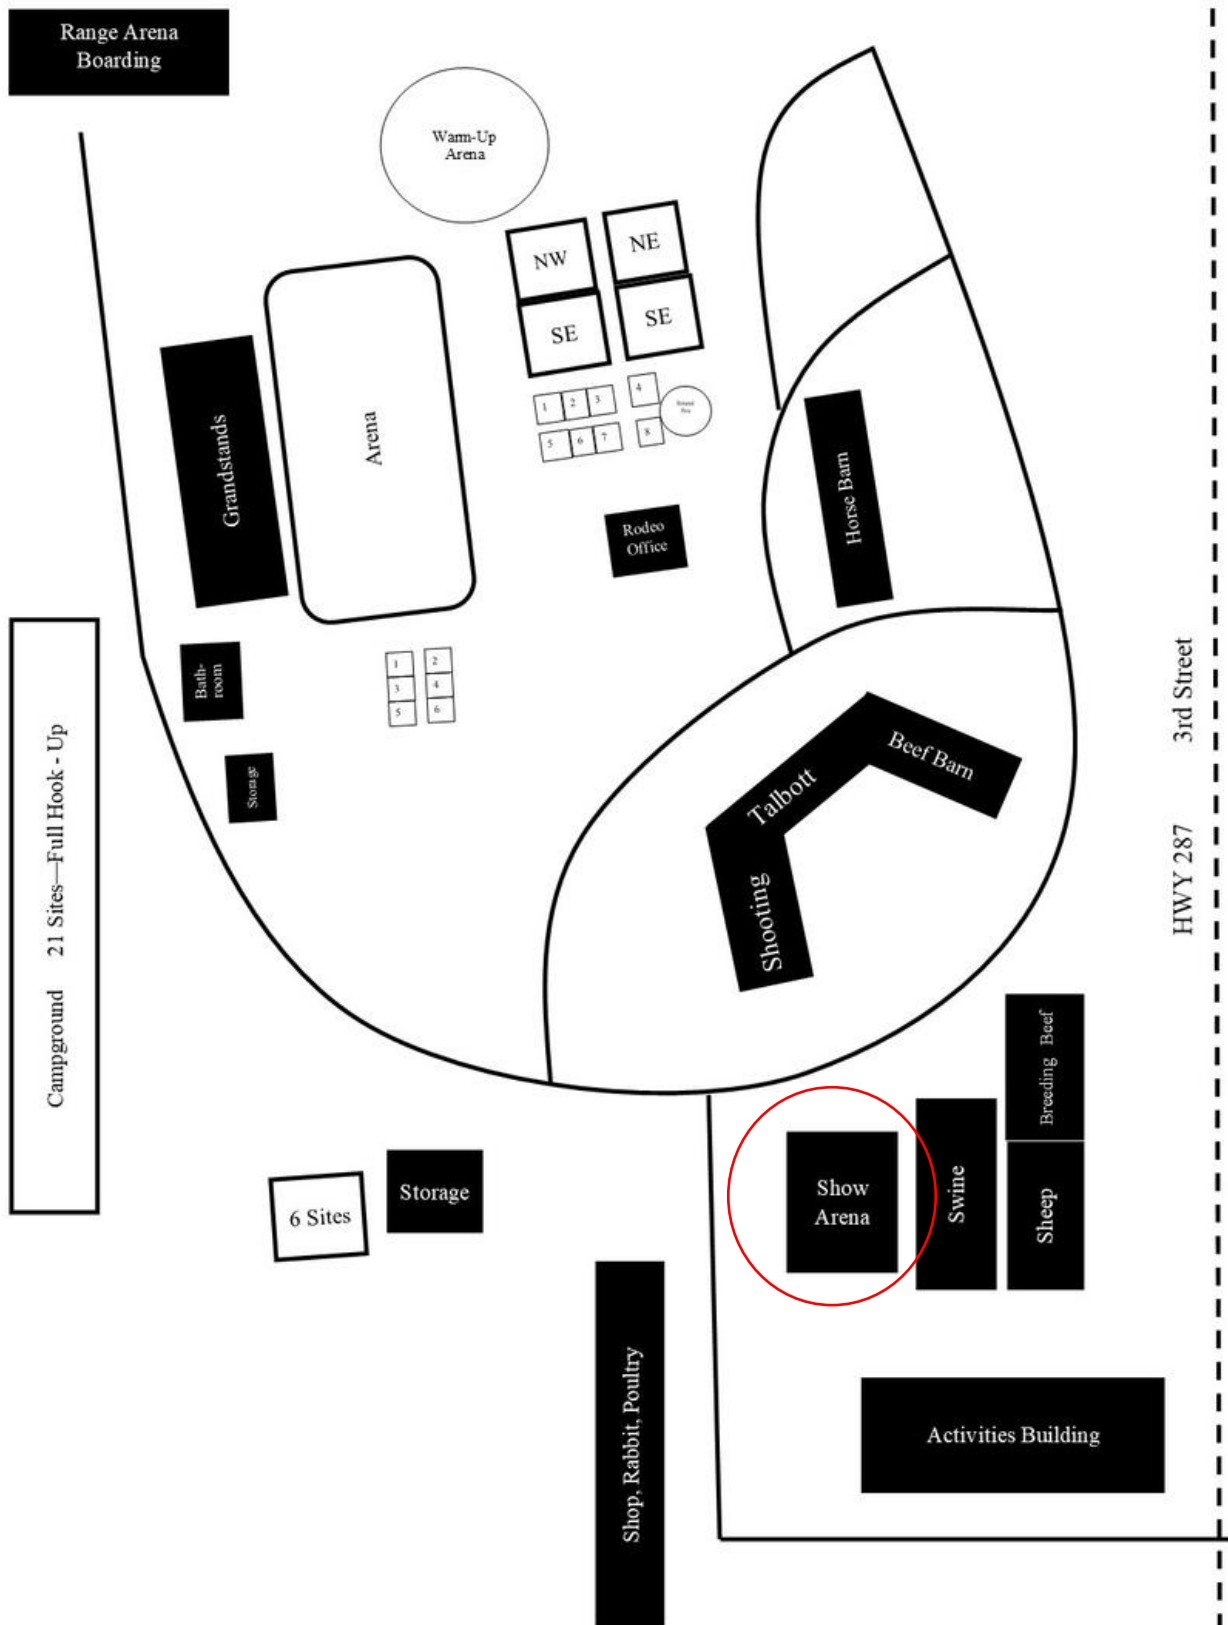 Range Arena
Boarding
Warm-Up
Arena
NW
NE
SE
SE
1
2
3
4
5
6
7
8
Grandstands
Arena
Rodeo
Office
Horse Barn
Bath-
room
1
2
3
4
5
6
Storage
Campground 21 Sites—Full Hook - Up
Beef Barn
Talbott
Shooting
3rd Street
HWY 287
Breeding Beef
Swine
Sheep
Show
Arena
Storage
6 Sites
Shop, Rabbit, Poultry
Activities Building